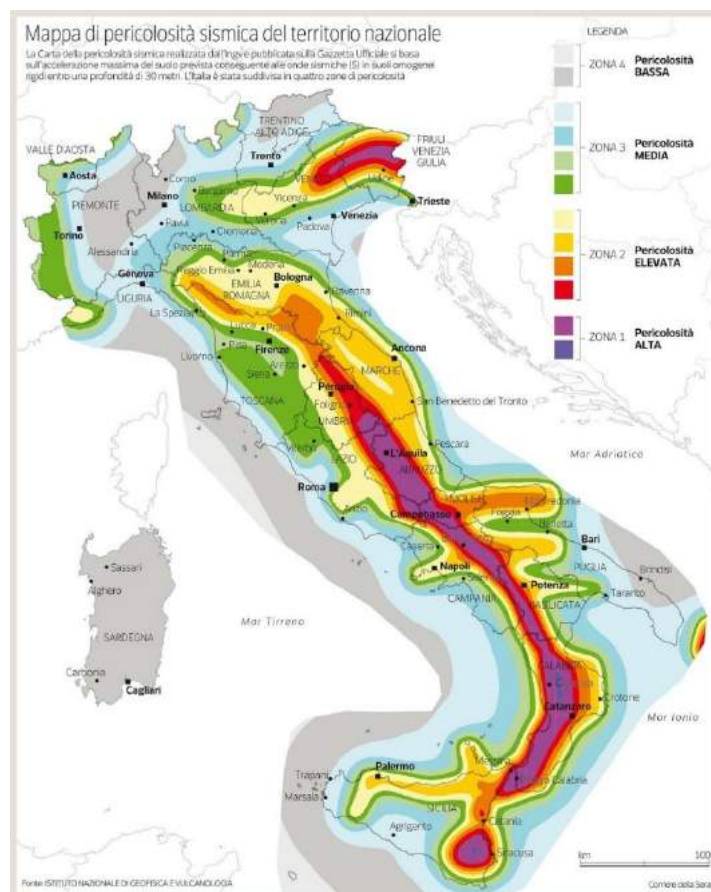 Mappa di pericolosità sismica del territorio nazionale
La Carta della pericolosità sismica realizzata dall'Ingv e pubblicata sulla Gazzetta Ufficiale si basa
sull'accelerazione massima del suolo prevista conseguente alle onde sismiche (S) in suoli omogenei
rigidi entro una profondità di 30 metri. L'Italia è stata suddivisa in quattro zone di pericolosità
LEGENDA
ZONA 4
Pericolosità
BASSA
ZONA 3
Pericolosità
MEDIA
ZONA 2
Pericolosità
ELEVATA
ZONA 1
Pericolosità
ALTA
TRENTINO
ALTO ADIGE
FRIULI
VENEZIA
GIULIA
VALLE D'AOSTA
Trento
Aosta
Como
Bergamo
Milano
LOMBARDIA
Vicenza
Trieste
PIEMONTE
Verona
Venezia
Padova
Torino
Pavia
Cremona
Piacenza
Alessandria
Parma
Genova
Reggio Emilia
Modena
Bologna
EMILIA
ROMAGNA
Ravenna
LIGURIA
La Spezia
Rimini
Lucca
Prato
Pisa
Firenze
Ancona
Livorno
Arezzo
MARCHE
Siena
Perugia
TOSCANA
Foligno
San Benedetto del Tronto
UMBRIA
Pescara
Viterbo
L'Aquila
LAZIO
ABRUZZO
Mar Adriatico
Roma
MOLISE
Manfredonia
Anzio
Campobasso
Foggia
Barletta
Caserta
Bari
Napoli
PUGLIA
Brindisi
Potenza
CAMPANIA
BASILICATA
Taranto
Sassari
Alghero
Mar Tirreno
SARDEGNA
CALABRIA
Carbonia
Cagliari
Crotone
Catanzaro
Mar Ionio
Messina
Palermo
Reggio Calabria
Trapani
Marsala
SICILIA
Catania
Agrigento
Siracusa
km
100
Fonte: ISTITUTO NAZIONALE DI GEOFISICA E VULCANOLOGIA
Corriere della Sera